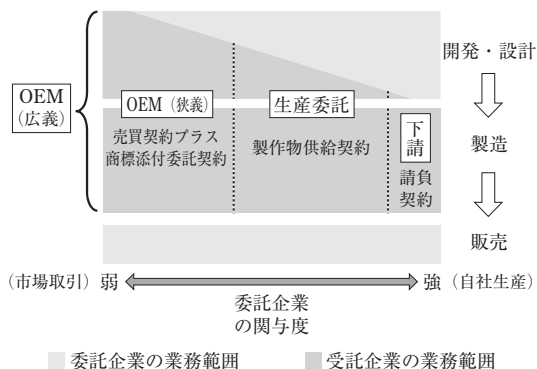 OEM
(広義)
開発・設計
OEM（狭義）
売買契約プラス
商標添付委託契約
生産委託
製作物供給契約
下請
請負
契約
製造
販売
（市場取引）弱
強（自社生産）
委託企業
の関与度
委託企業の業務範囲
受託企業の業務範囲